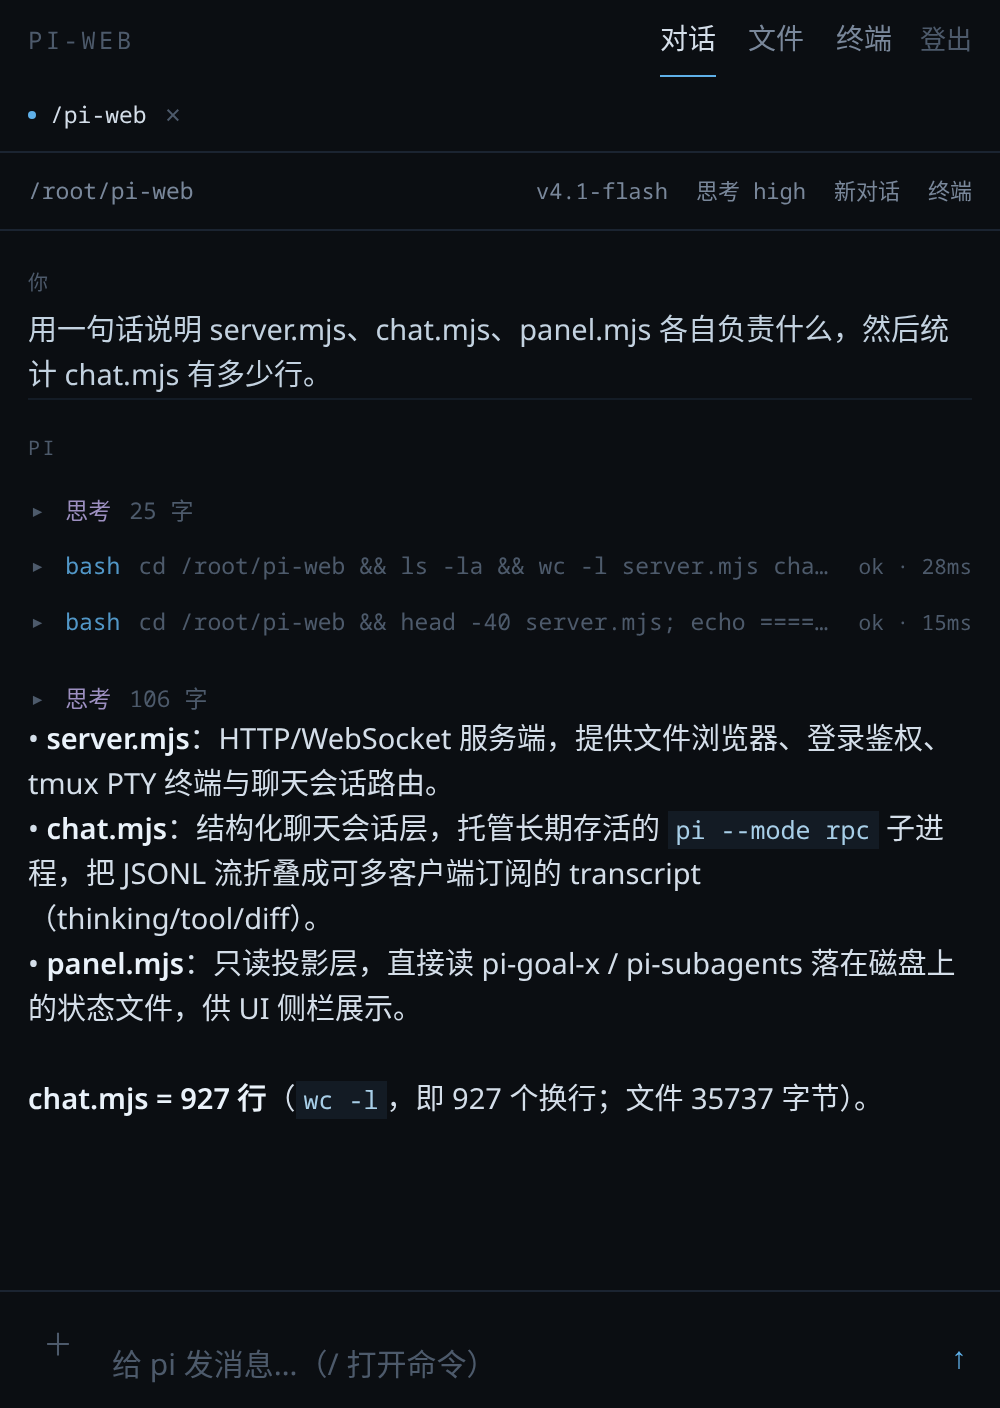 PI-WEB 对话 文件 终端 登出
/pi-web ×
/root/pi-web v4.1-flash 思考 high 新对话 终端
你
用一句话说明 server.mjs、chat.mjs、panel.mjs 各自负责什么，然后统
计 chat.mjs 有多少行。
PI
▸ 思考 25 字
▸ bash cd /root/pi-web && ls -la && wc -l server.mjs cha… ok · 28ms
▸ bash cd /root/pi-web && head -40 server.mjs; echo ====… ok · 15ms
▸ 思考 106 字
• server.mjs：HTTP/WebSocket 服务端，提供文件浏览器、登录鉴权、
tmux PTY 终端与聊天会话路由。
• chat.mjs：结构化聊天会话层，托管长期存活的 pi --mode rpc 子进
程，把 JSONL 流折叠成可多客户端订阅的 transcript
（thinking/tool/diff）。
• panel.mjs：只读投影层，直接读 pi-goal-x / pi-subagents 落在磁盘上
的状态文件，供 UI 侧栏展示。
chat.mjs = 927 行（wc -l，即 927 个换行；文件 35737 字节）。
+ 给 pi 发消息…（/ 打开命令） ↑